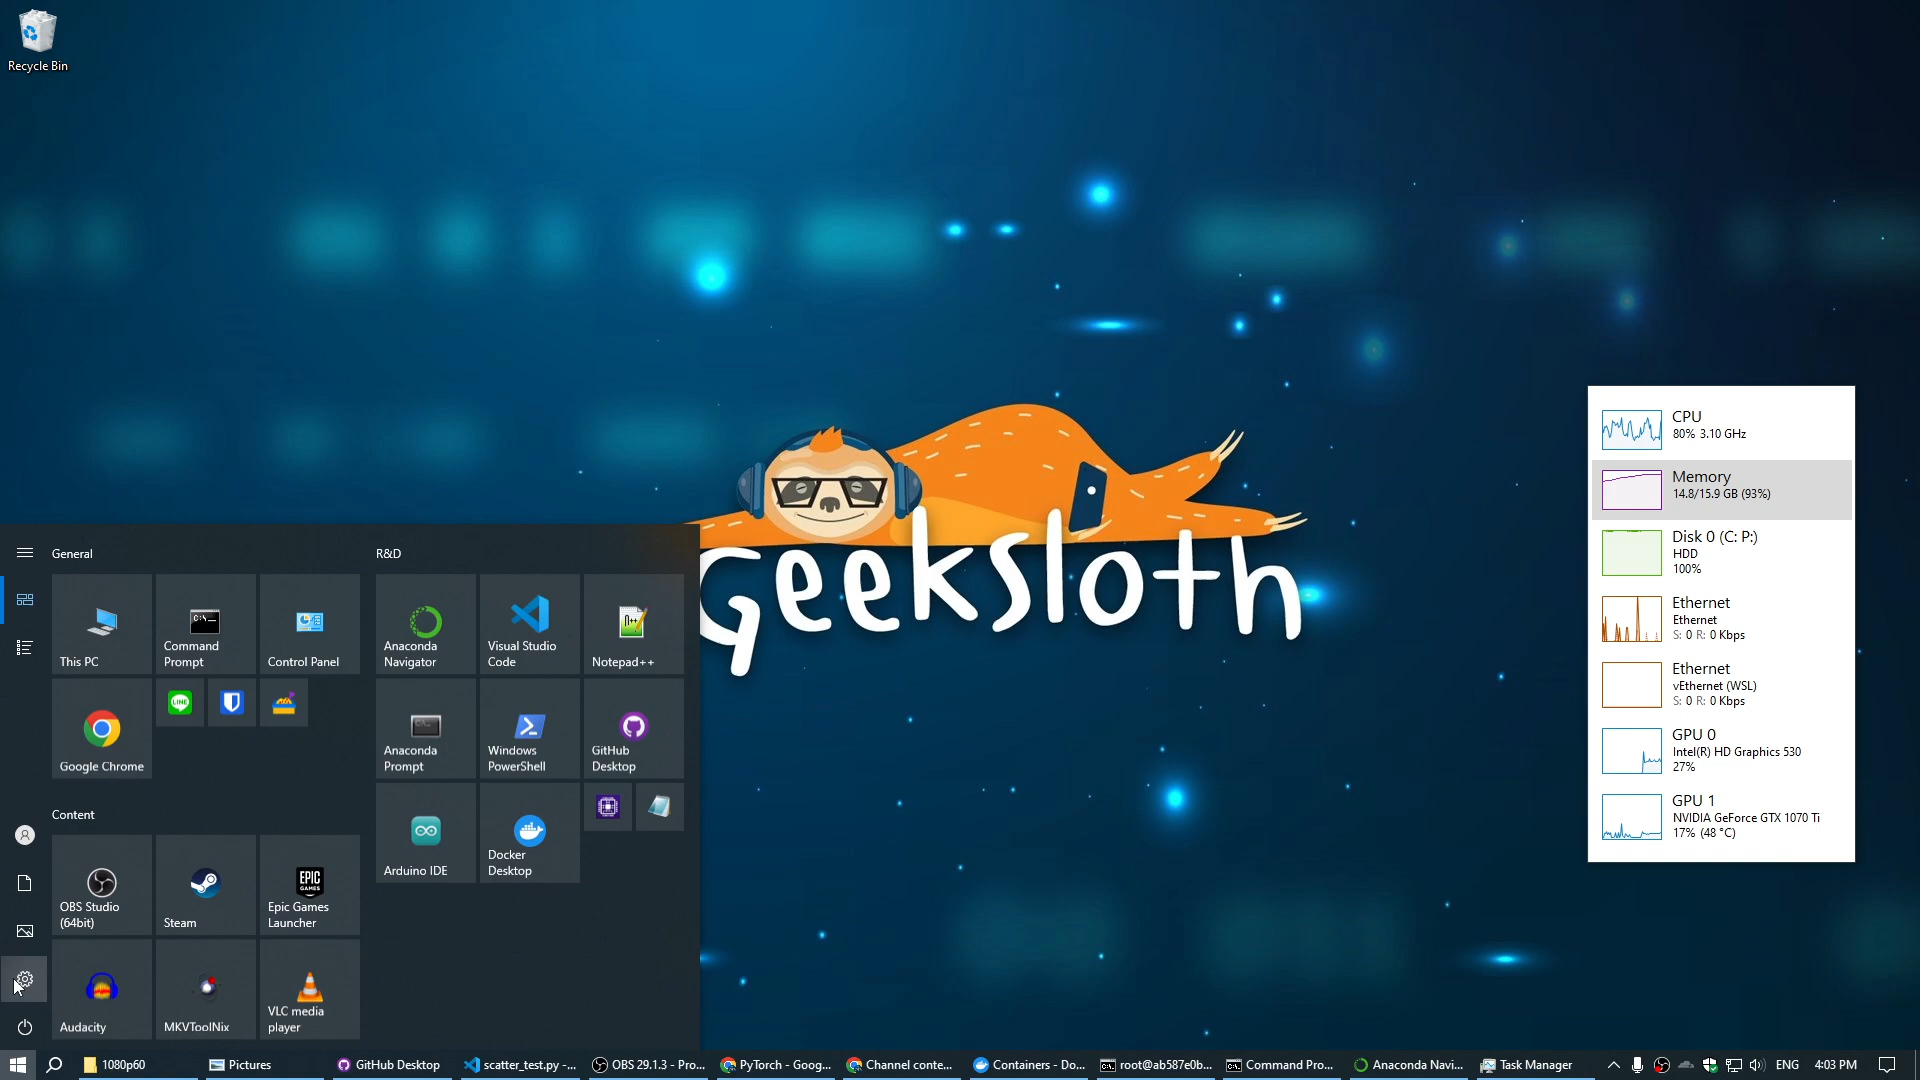 Recycle Bin
Geeksloth
CPU
80% 3.10 GHz
Memory
14.8/15.9 GB (93%)
Disk 0 (C: P:)
HDD
100%
Ethernet
Ethernet
S: 0 R: 0 Kbps
Ethernet
vEthernet (WSL)
S: 0 R: 0 Kbps
GPU 0
Intel(R) HD Graphics 530
27%
GPU 1
NVIDIA GeForce GTX 1070 Ti
17% (48 °C)
General
This PC
Command
Prompt
Control Panel
Google Chrome
LINE
Content
OBS Studio
(64bit)
Steam
EPIC
GAMES
Epic Games
Launcher
Audacity
MKVToolNix
VLC media
player
R&D
Anaconda
Navigator
Visual Studio
Code
Notepad++
Anaconda
Prompt
Windows
PowerShell
GitHub
Desktop
Arduino IDE
Docker
Desktop
1080p60
Pictures
GitHub Desktop
scatter_test.py -...
OBS 29.1.3 - Pro...
PyTorch - Goog...
Channel conte...
Containers - Do...
root@ab587e0b...
Command Pro...
Anaconda Navi...
Task Manager
ENG
4:03 PM